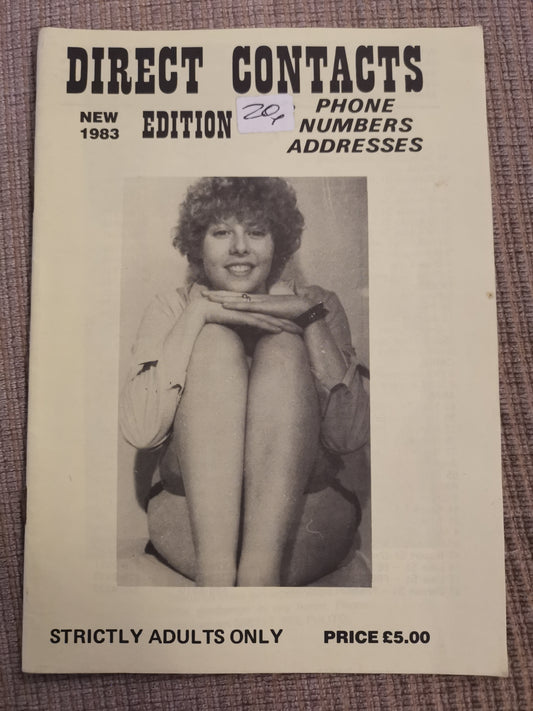 DIRECT CONTACTS
NEW
1983
EDITION
20p
PHONE
NUMBERS
ADDRESSES
STRICTLY ADULTS ONLY
PRICE £5.00